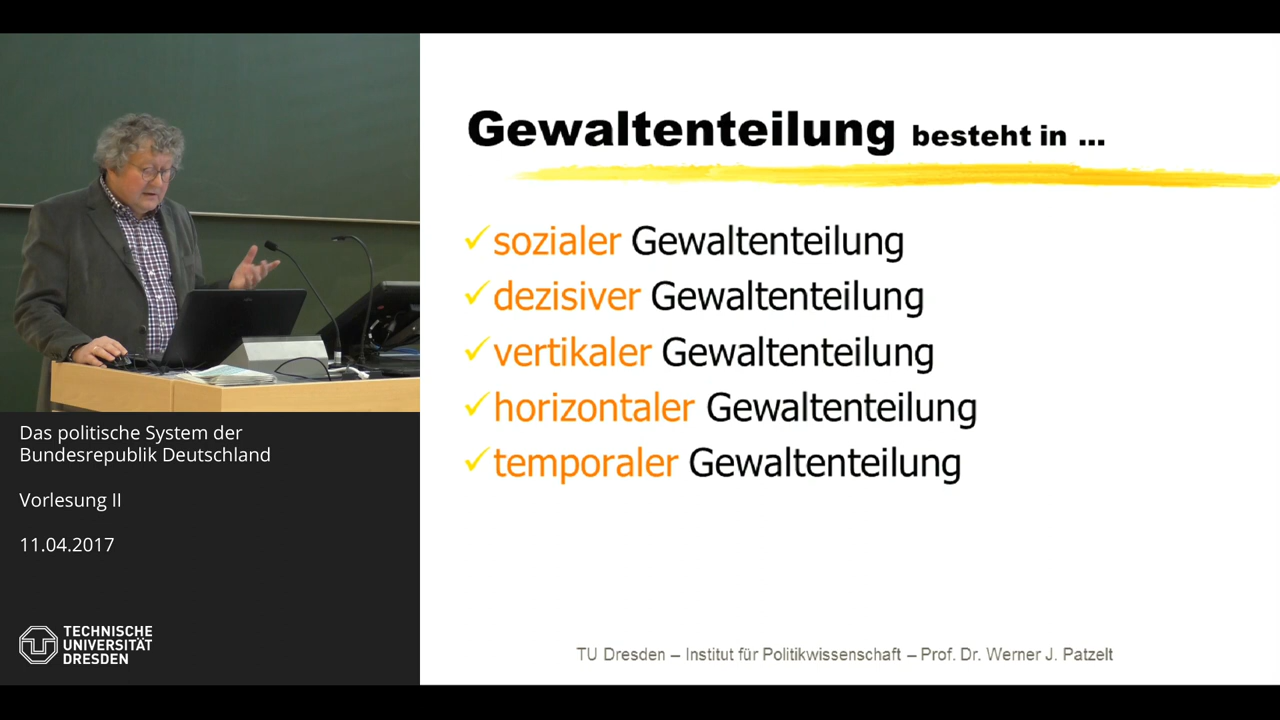 Gewaltenteilung besteht in ...
✓sozialer Gewaltenteilung
✓dezisiver Gewaltenteilung
✓vertikaler Gewaltenteilung
✓horizontaler Gewaltenteilung
✓temporaler Gewaltenteilung
TU Dresden – Institut für Politikwissenschaft – Prof. Dr. Werner J. Patzelt
Das politische System der
Bundesrepublik Deutschland
Vorlesung II
11.04.2017
TECHNISCHE
UNIVERSITÄT
DRESDEN